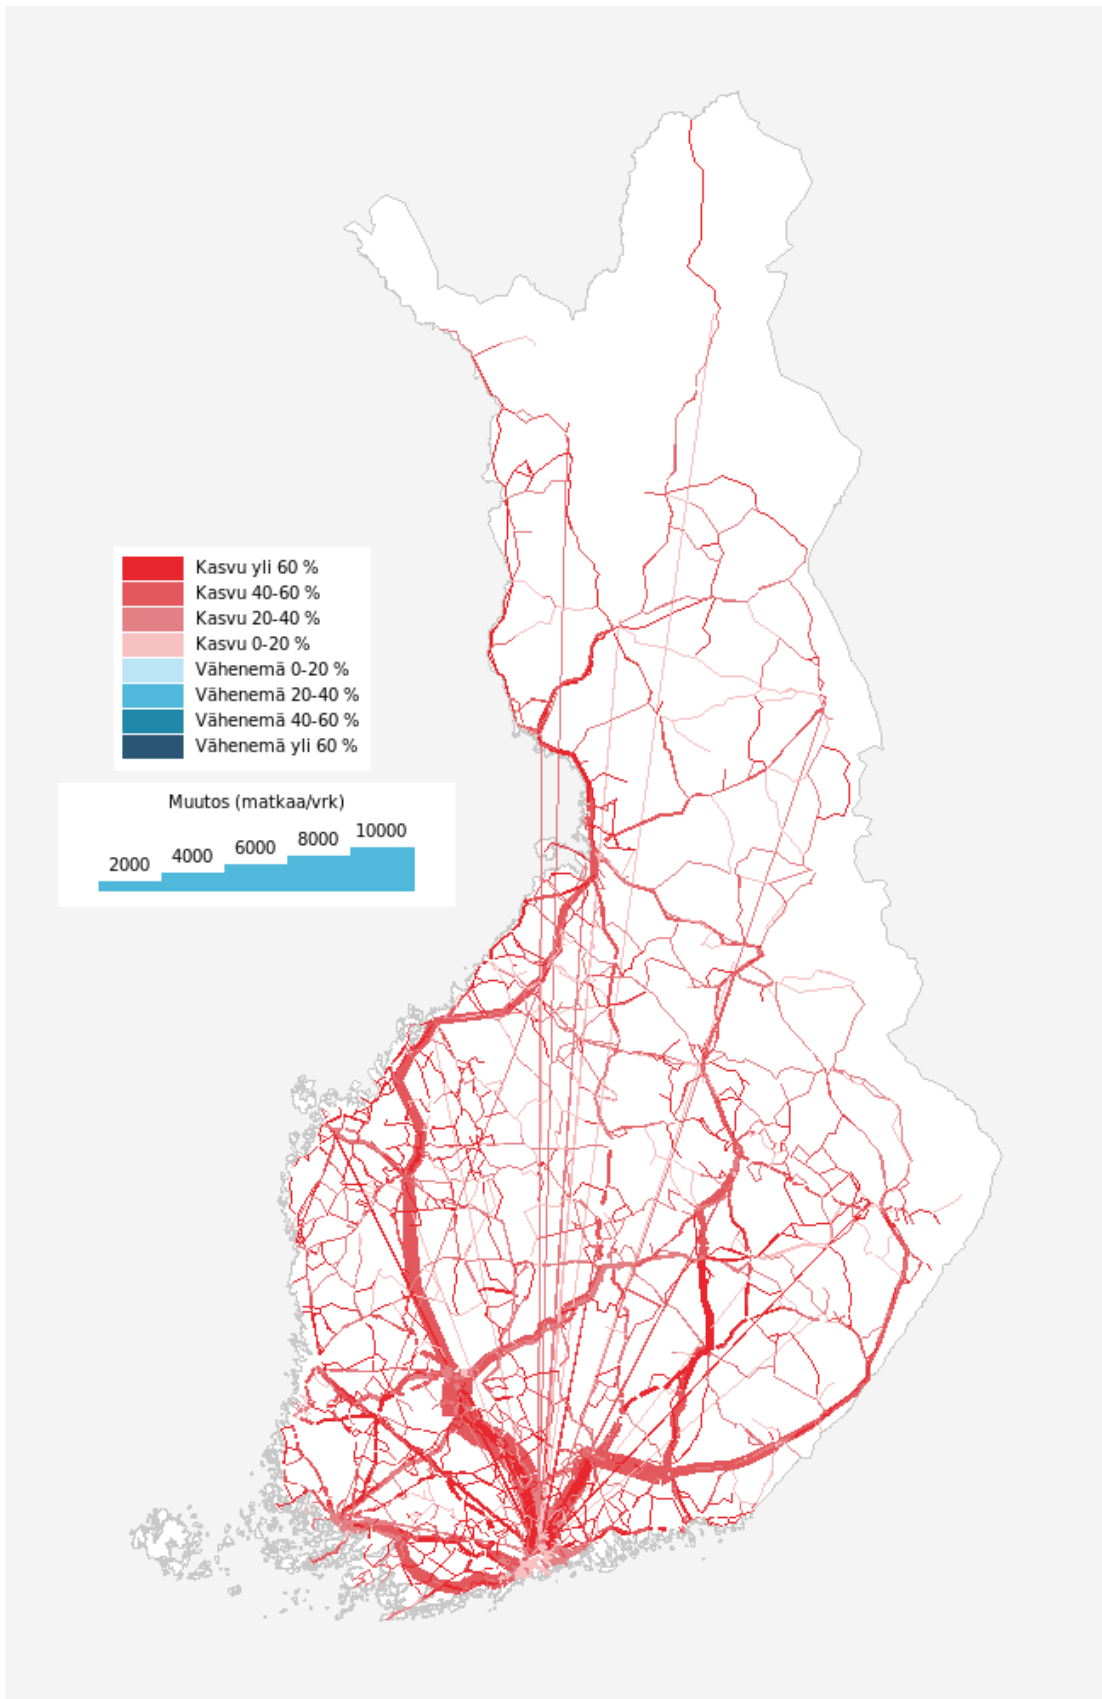 Kasvu yli 60 %
Kasvu 40-60 %
Kasvu 20-40 %
Kasvu 0-20 %
Vähenemä 0-20 %
Vähenemä 20-40 %
Vähenemä 40-60 %
Vähenemä yli 60 %
Muutos (matkaa/vrk)
2000 4000 6000 8000 10000